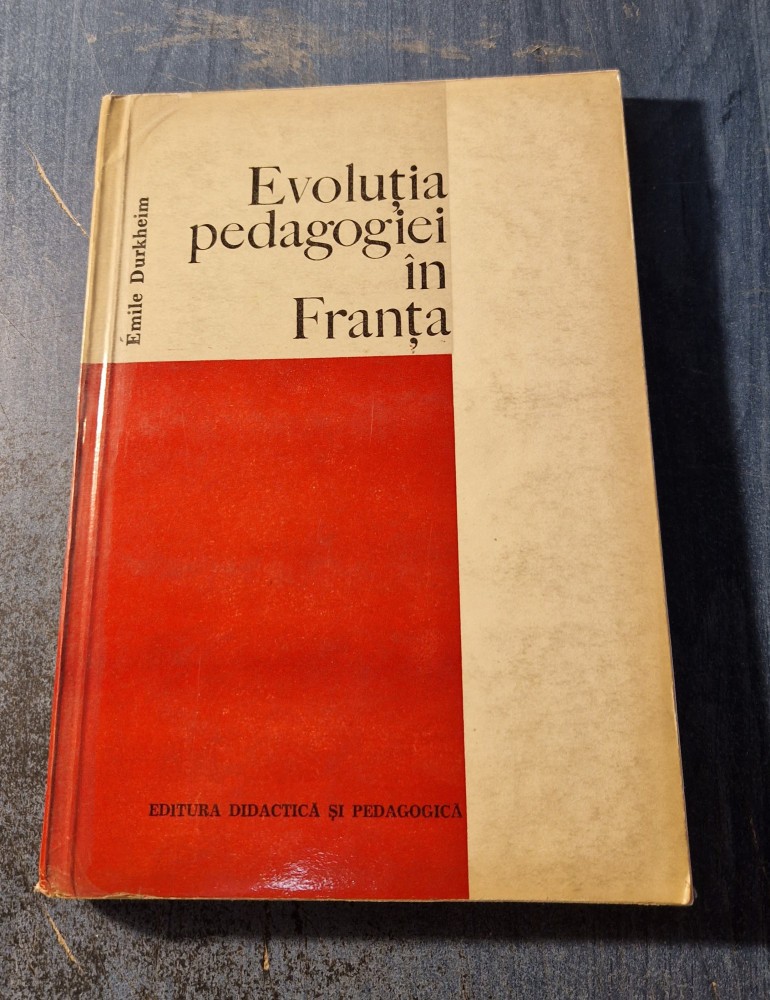 Émile Durkheim
Evoluția
pedagogiei
în
Franța
EDITURA DIDACTICĂ ȘI PEDAGOGICĂ